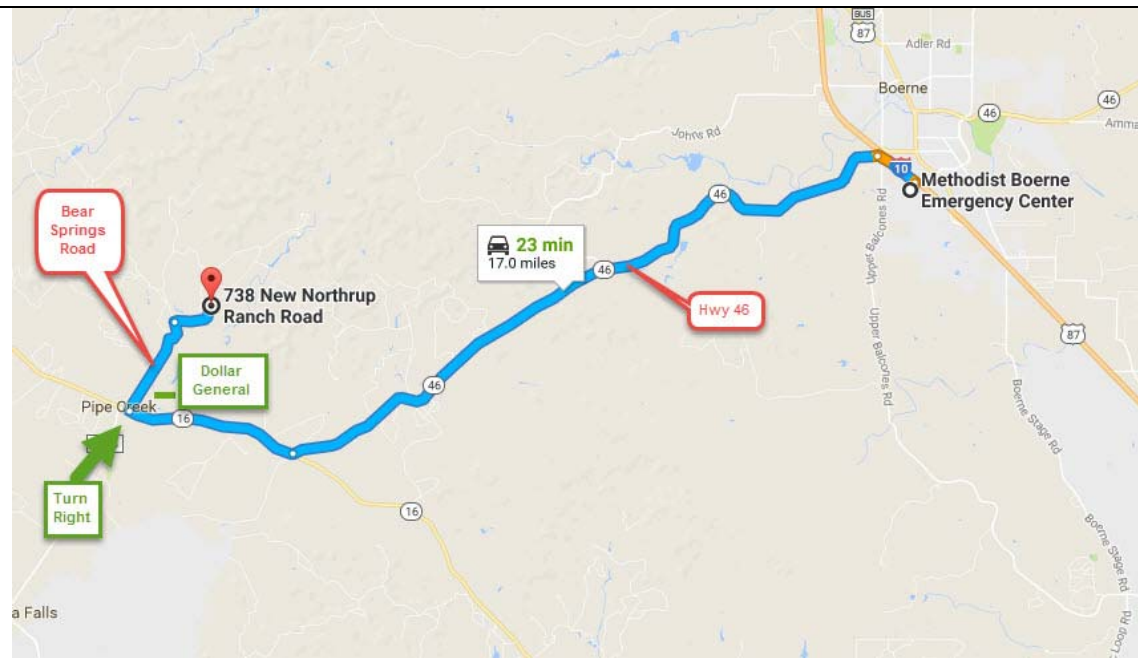 BUS
87
Adler Rd
Boerne
46
46
Amma
Johns Rd
10
Methodist Boerne
Emergency Center
46
Bear
Springs
Road
23 min
17.0 miles
46
738 New Northrup
Ranch Road
Hwy 46
Upper Balcones Rd
87
Dollar
General
46
Upper Balcones Rd
Boerne Stage Rd
Pipe Creek
16
Turn
Right
16
Boerne Stage Rd
a Falls
Loop Rd